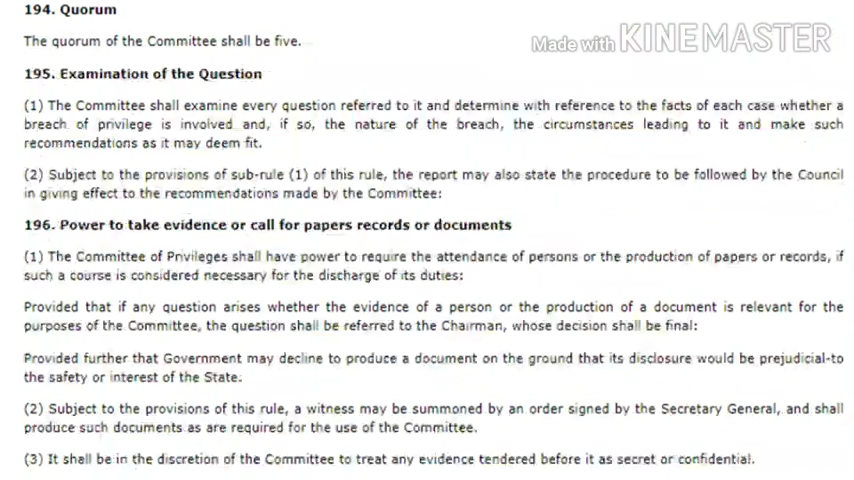 194. Quorum
The quorum of the Committee shall be five.
Made with KINEMASTER
195. Examination of the Question
(1) The Committee shall examine every question referred to it and determine with reference to the facts of each case whether a
breach of privilege is involved and, if so, the nature of the breach, the circumstances leading to it and make such
recommendations as it may deem fit.
(2) Subject to the provisions of sub-rule (1) of this rule, the report may also state the procedure to be followed by the Council
in giving effect to the recommendations made by the Committee:
196. Power to take evidence or call for papers records or documents
(1) The Committee of Privileges shall have power to require the attendance of persons or the production of papers or records, if
such a course is considered necessary for the discharge of its duties:
Provided that if any question arises whether the evidence of a person or the production of a document is relevant for the
purposes of the Committee, the question shall be referred to the Chairman, whose decision shall be final:
Provided further that Government may decline to produce a document on the ground that its disclosure would be prejudicial-to
the safety or interest of the State.
(2) Subject to the provisions of this rule, a witness may be summoned by an order signed by the Secretary General, and shall
produce such documents as are required for the use of the Committee.
(3) It shall be in the discretion of the Committee to treat any evidence tendered before it as secret or confidential.